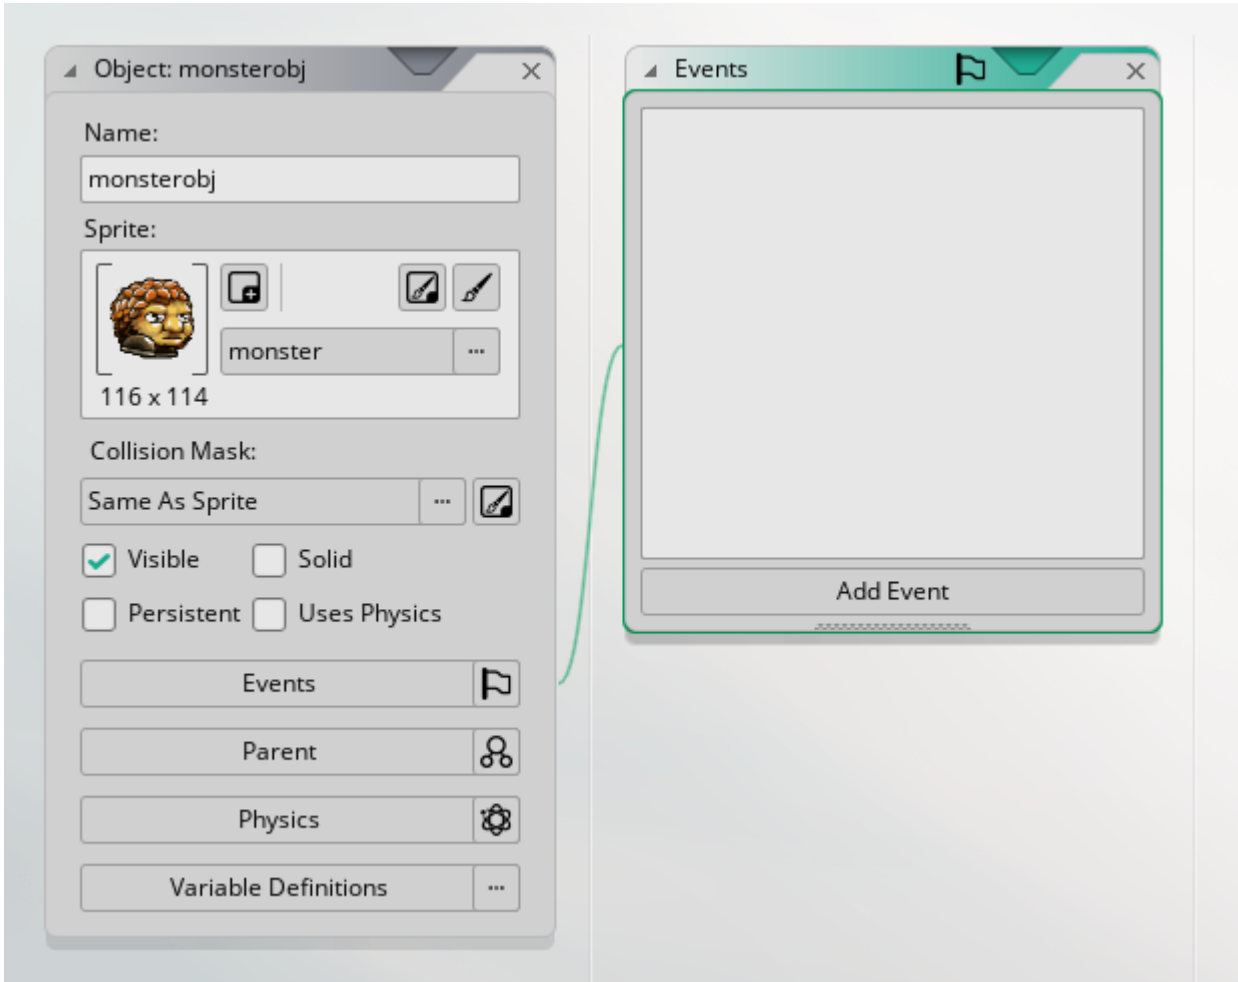 Object: monsterobj
Name:
monsterobj
Sprite:
monster
...
116 x 114
Collision Mask:
Same As Sprite
...
Visible
Solid
Persistent
Uses Physics
Events
Parent
Physics
Variable Definitions
...
Events
Add Event